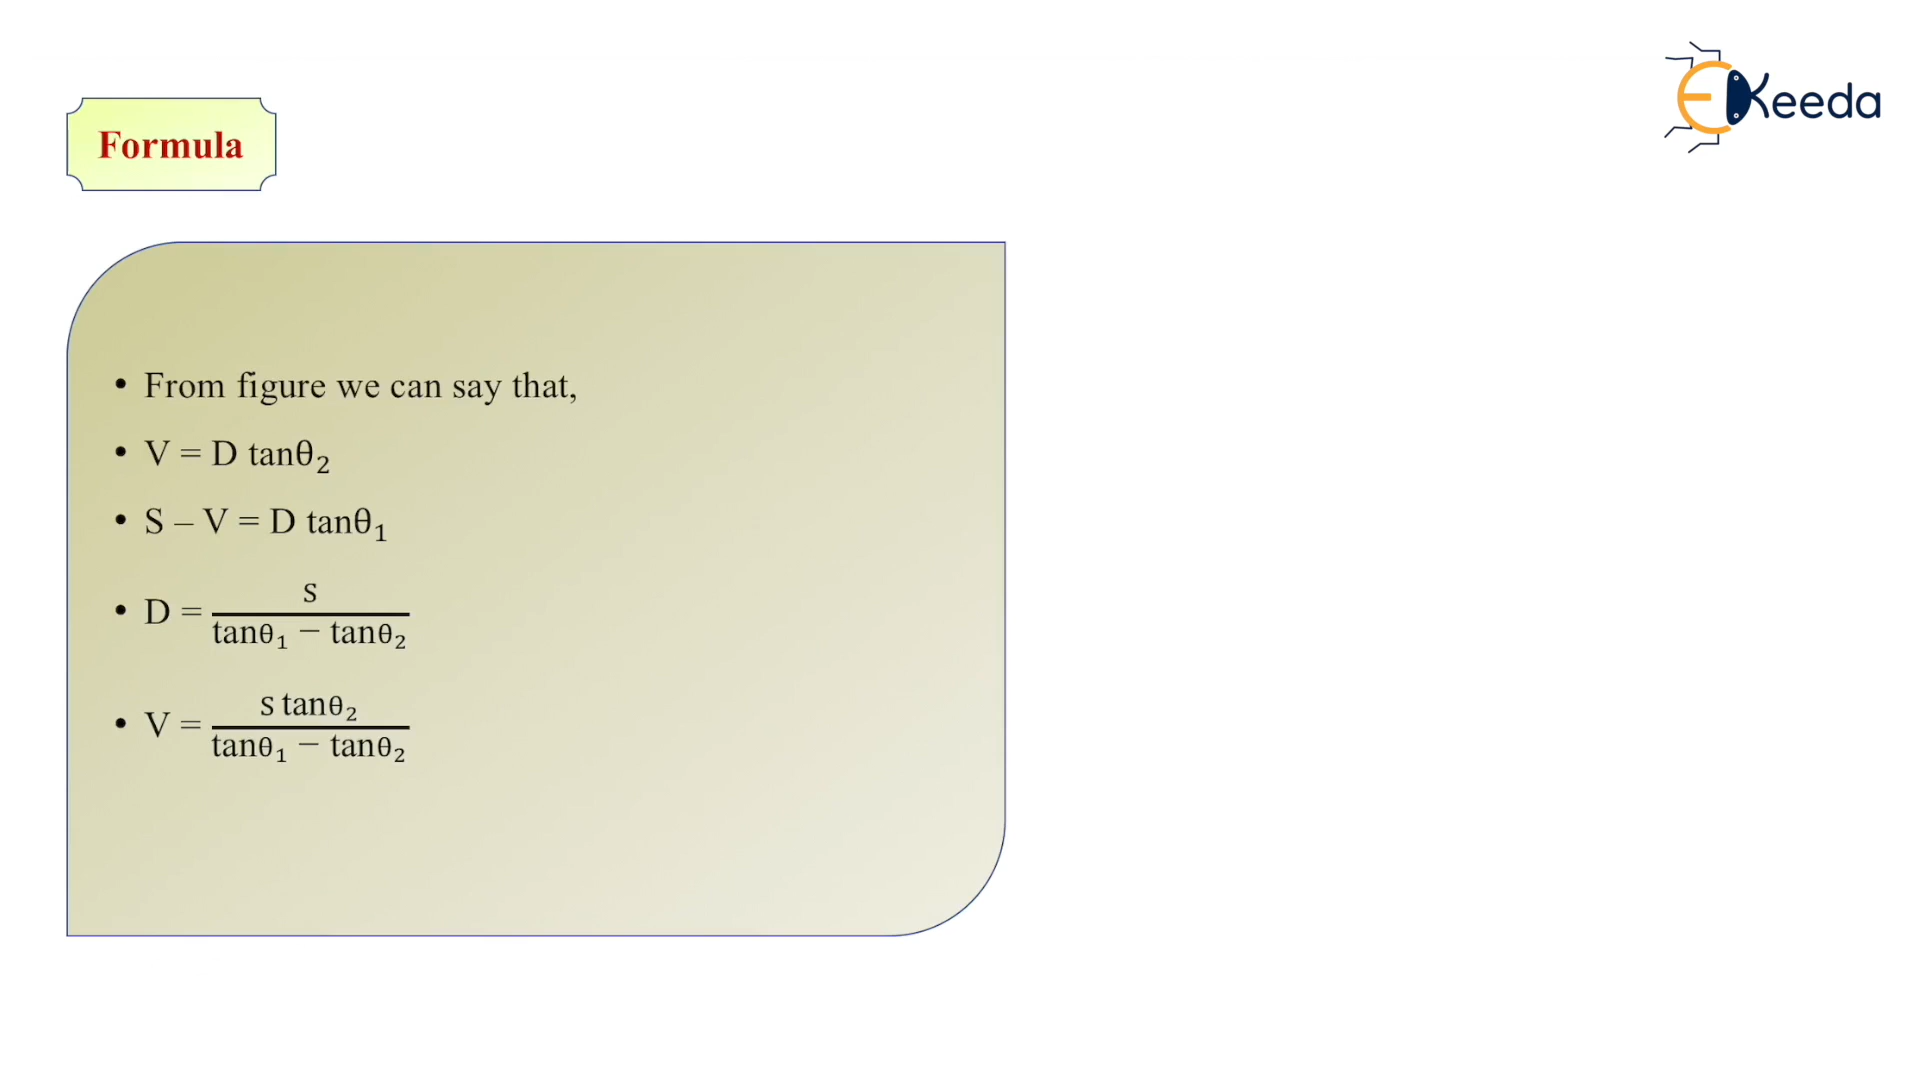 Keeda
Formula
• From figure we can say that,
• V = D tanθ₂
• S – V = D tanθ₁
• D = s / (tanθ₁ − tanθ₂)
• V = s tanθ₂ / (tanθ₁ − tanθ₂)